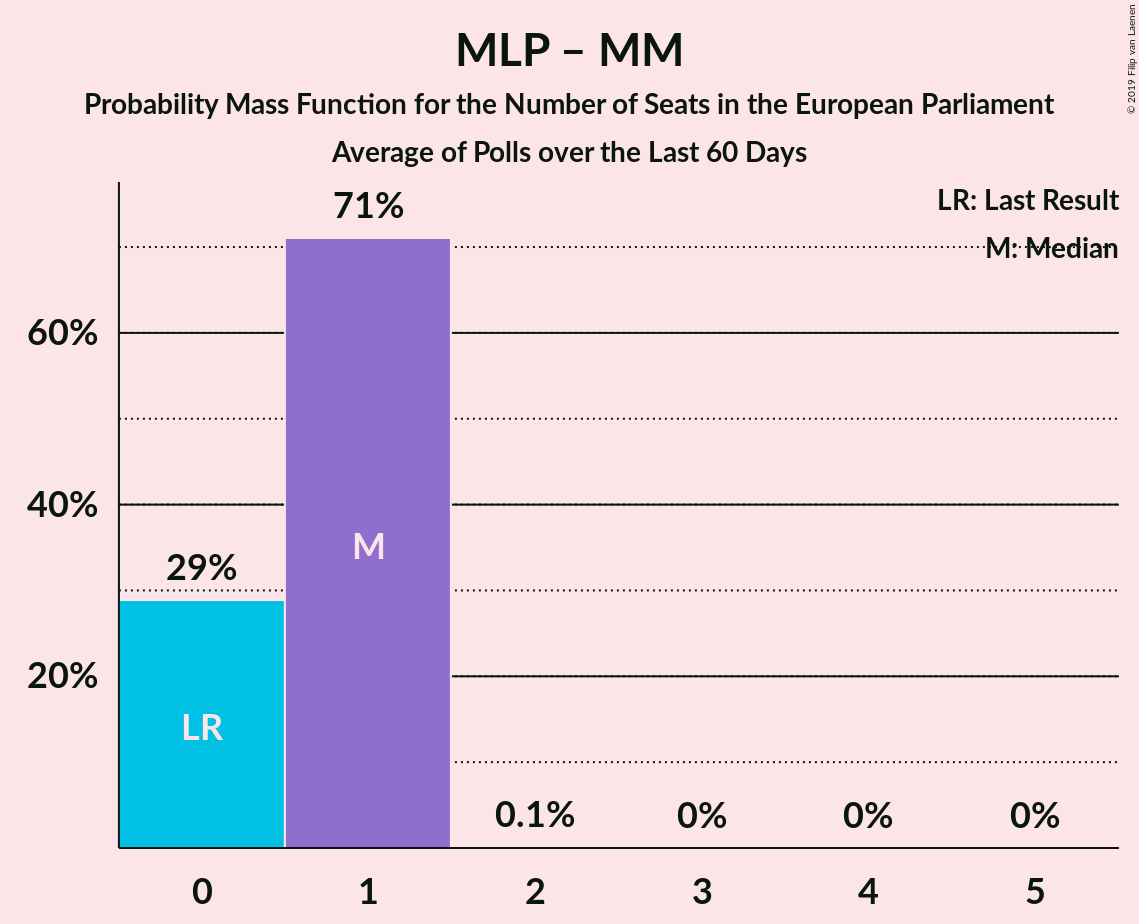 MLP – MM
Probability Mass Function for the Number of Seats in the European Parliament
Average of Polls over the Last 60 Days
© 2019 Filip van Laenen
LR: Last Result
M: Median
71%
60%
40%
29%
20%
M
LR
0.1%
0%
0%
0%
0 1 2 3 4 5